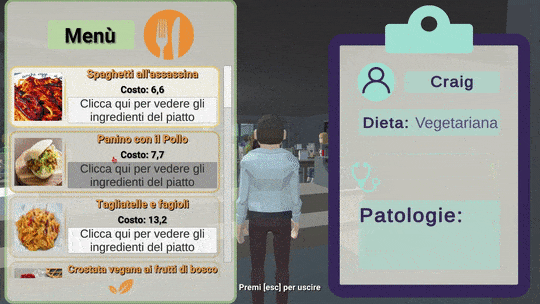 Menù
Spaghetti all'assassina
Costo: 6,6
Clicca qui per vedere gli
ingredienti del piatto
Panino con il Pollo
Costo: 7,7
Clicca qui per vedere gli
ingredienti del piatto
Tagliatelle e fagioli
Costo: 13,2
Clicca qui per vedere gli
ingredienti del piatto
Crostata vegana ai frutti di bosco
Craig
Dieta: Vegetariana
Patologie:
Premi [esc] per uscire